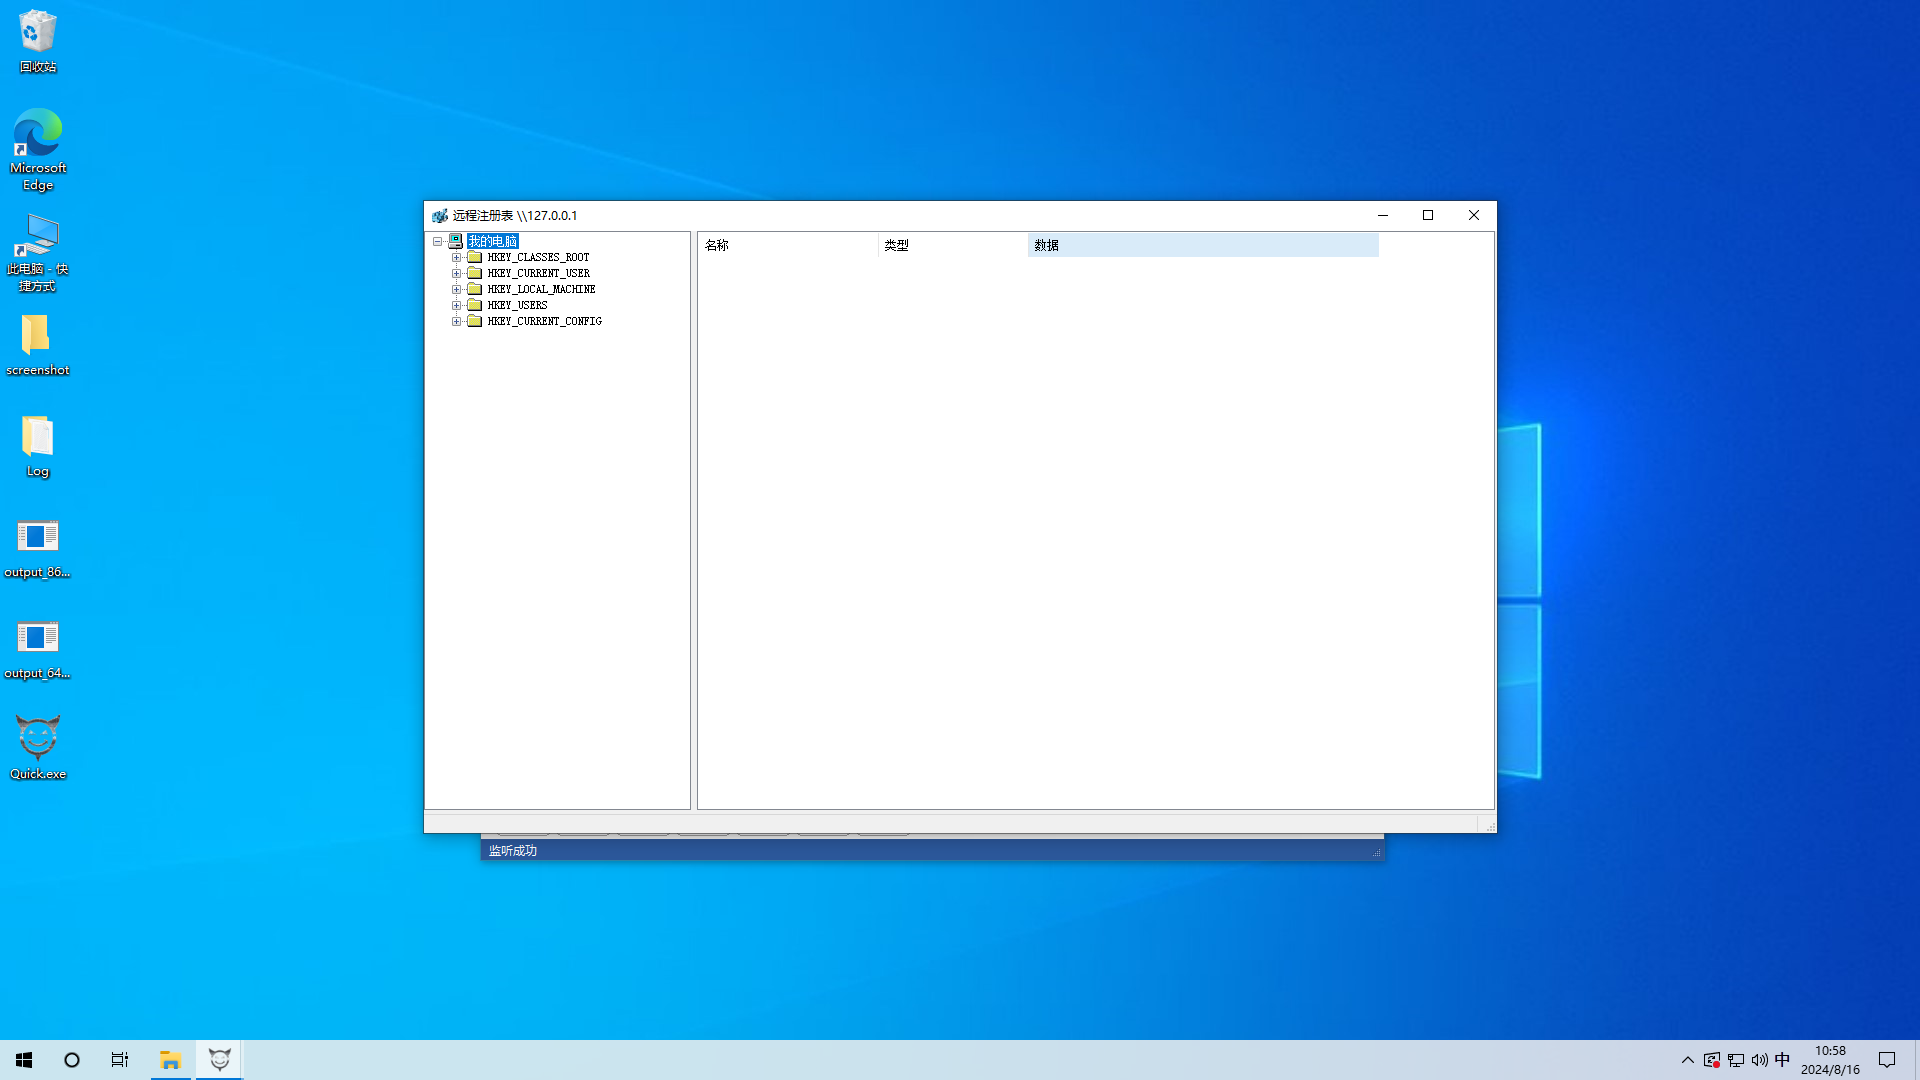 回收站
Microsoft
Edge
此电脑 - 快
捷方式
screenshot
Log
output_86...
output_64...
Quick.exe
远程注册表 \\127.0.0.1
我的电脑
HKEY_CLASSES_ROOT
HKEY_CURRENT_USER
HKEY_LOCAL_MACHINE
HKEY_USERS
HKEY_CURRENT_CONFIG
名称 类型 数据
监听成功
中
10:58
2024/8/16